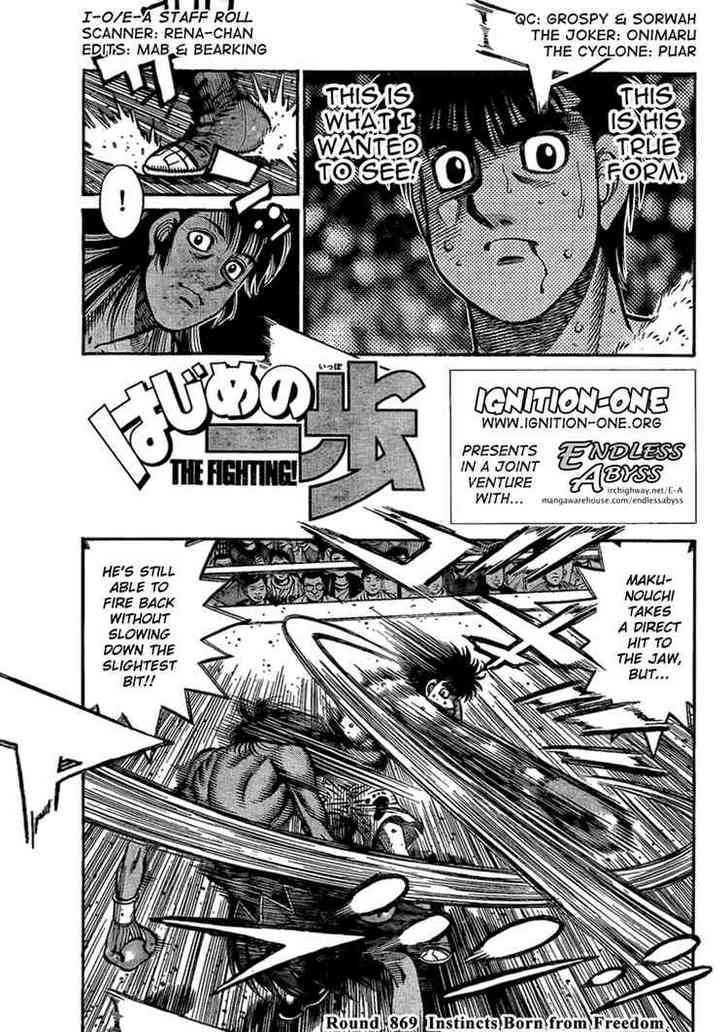 I-O/E-A STAFF ROLL
SCANNER: RENA-CHAN
EDITS: MAB & BEARKING
QC: GROSPY & SORWAH
THE JOKER: ONIMARU
THE CYCLONE: PUAR
THIS
IS HIS
TRUE
FORM.
THIS IS
WHAT I
WANTED
TO SEE!
!
はじめの一歩
いっぽ
THE FIGHTING!
IGNITION-ONE
WWW.IGNITION-ONE.ORG
PRESENTS
IN A JOINT
VENTURE
WITH...
ENDLESS
ABYSS
irchighway.net/E-A
mangawarehouse.com/endlessabyss
MAKU-
NOUCHI
TAKES
A DIRECT
HIT TO
THE JAW,
BUT...
HE'S STILL
ABLE TO
FIRE BACK
WITHOUT
SLOWING
DOWN THE
SLIGHTEST
BIT!!
Round 869 Instincts Born from Freedom